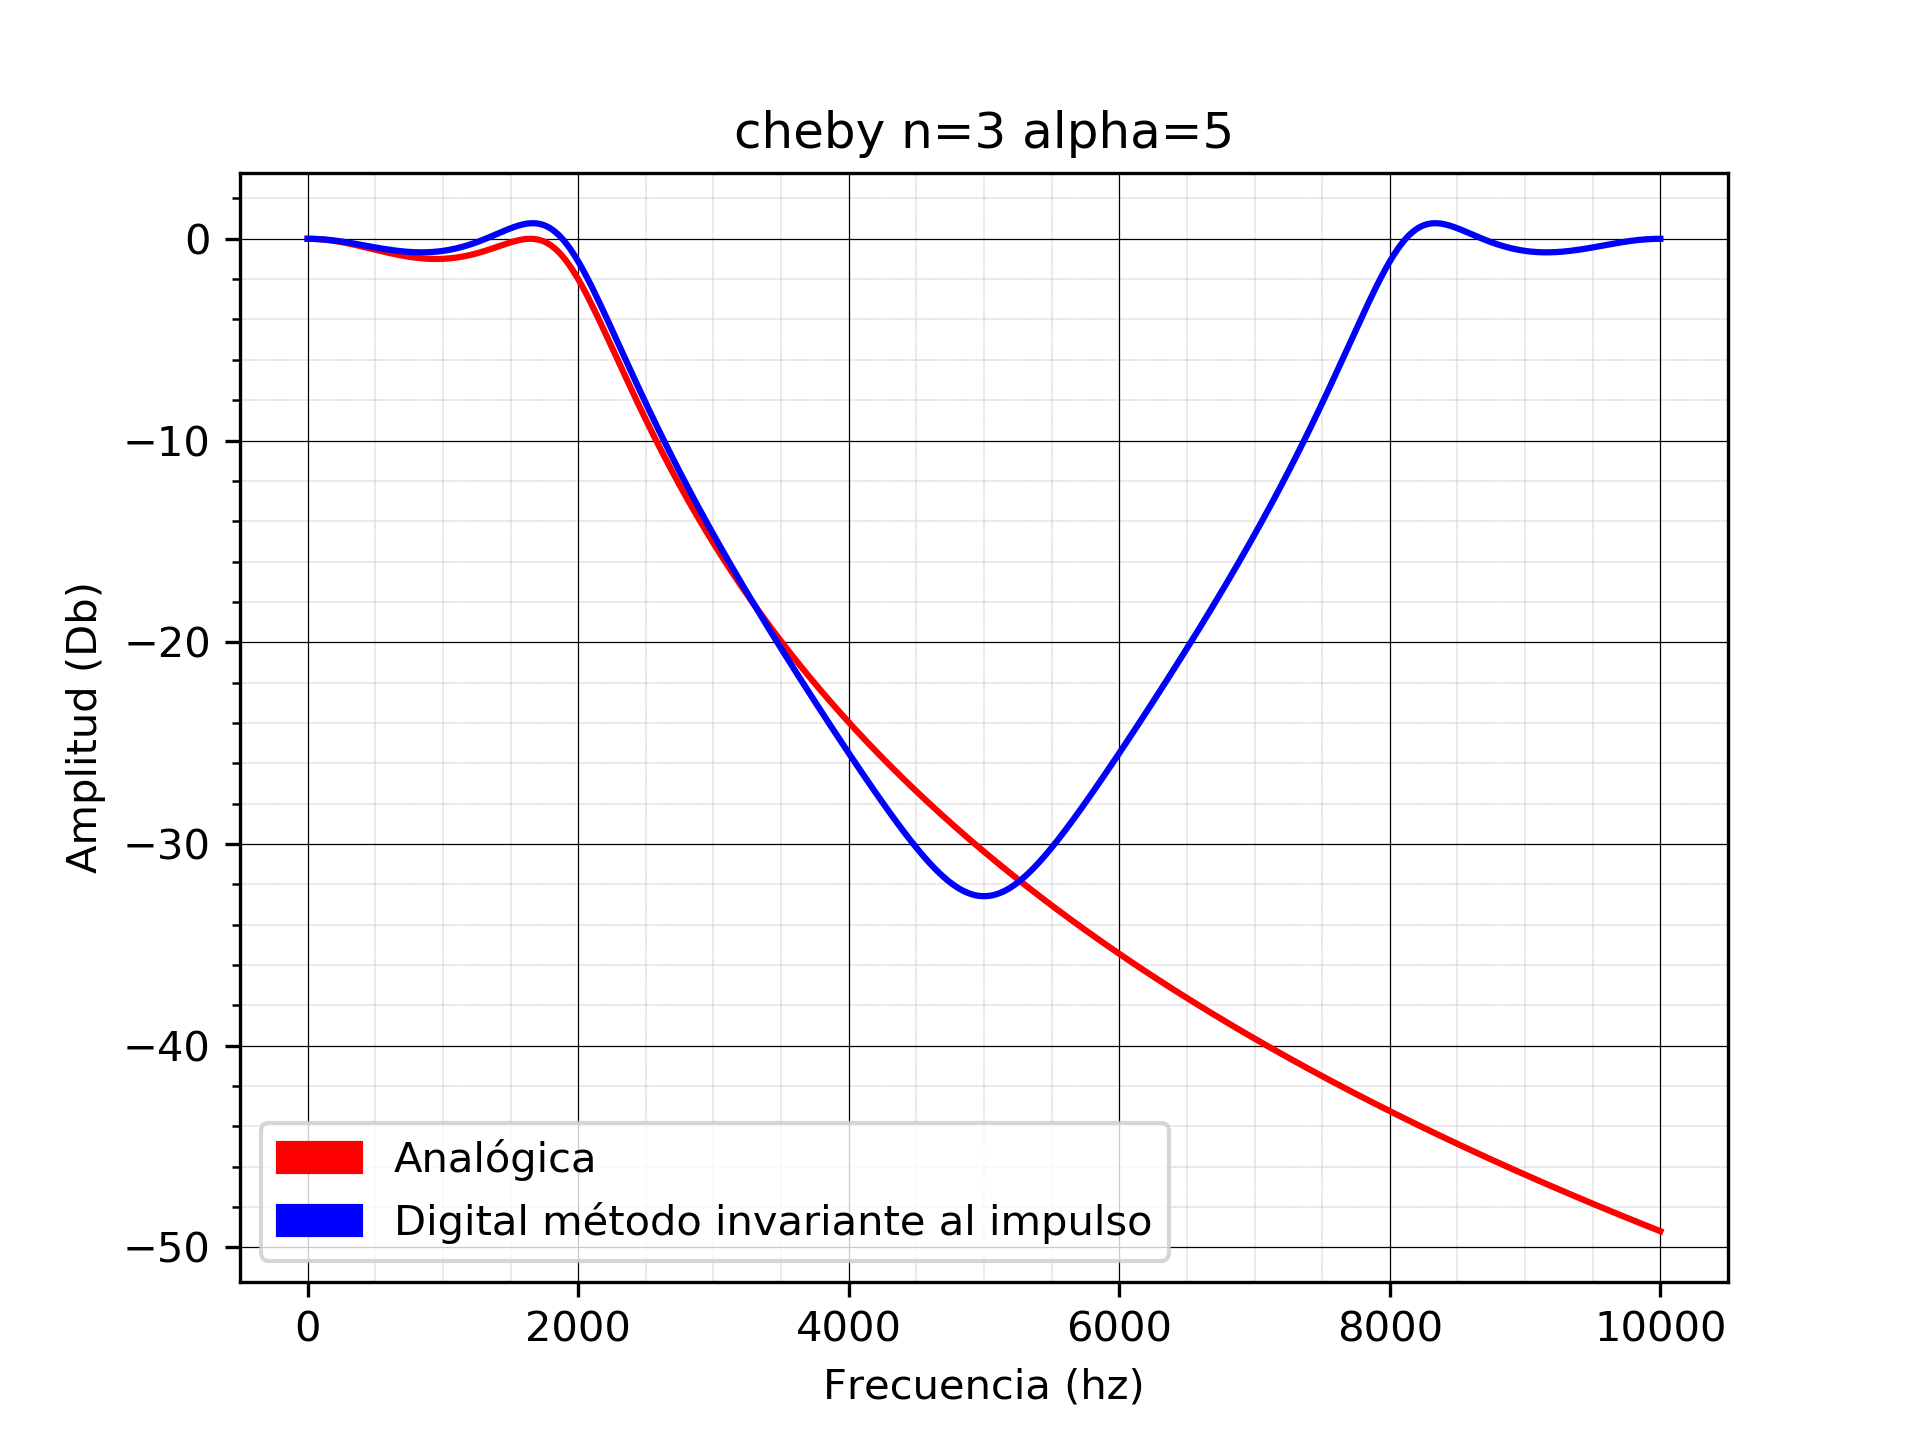 cheby n=3 alpha=5
0
−10
−20
−30
−40
−50
Amplitud (Db)
Analógica
Digital método invariante al impulso
0 2000 4000 6000 8000 10000
Frecuencia (hz)